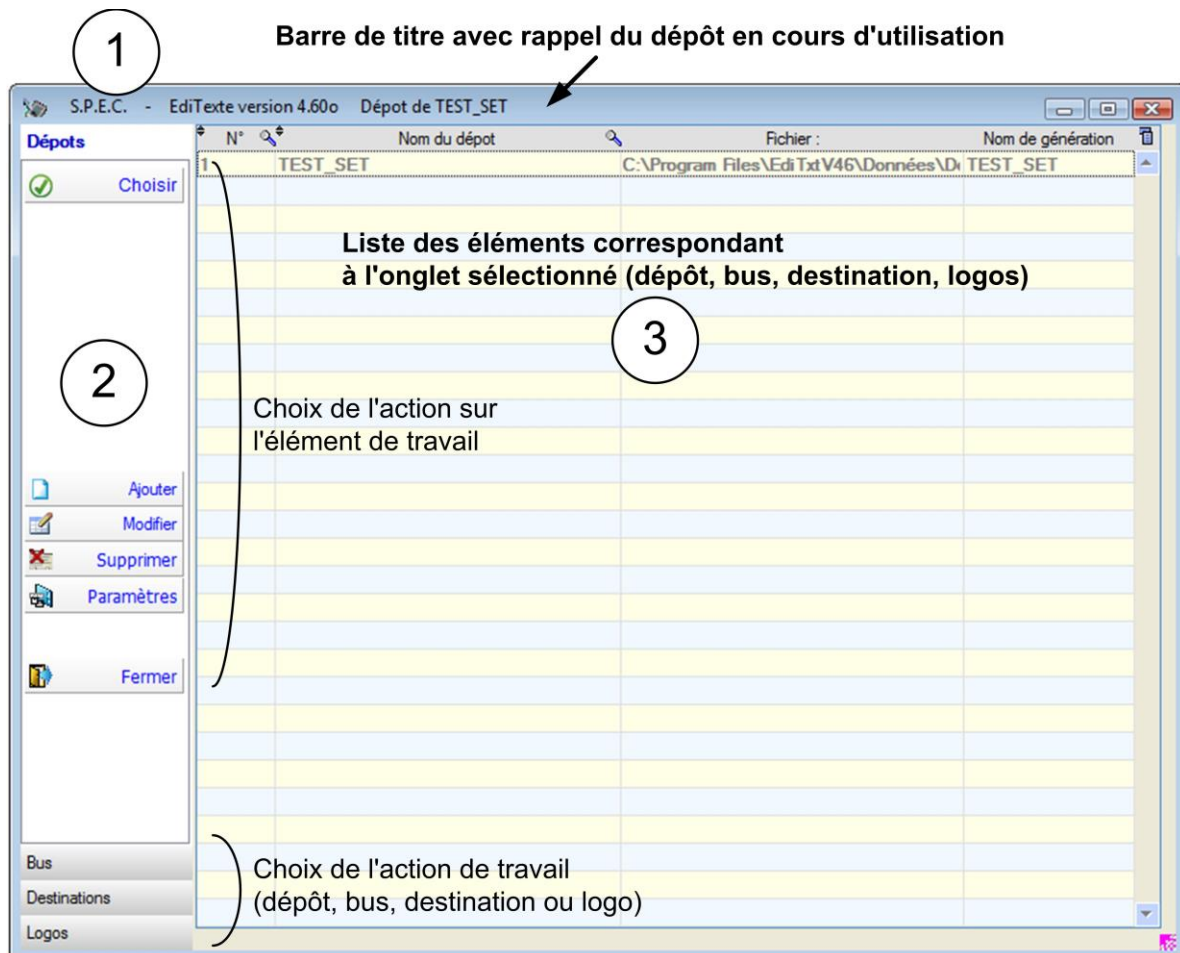 1
Barre de titre avec rappel du dépôt en cours d'utilisation
S.P.E.C. - EdiTexte version 4.60o Dépot de TEST_SET
Dépots
N° Nom du dépot Fichier : Nom de génération
1 TEST_SET C:\Program Files\EdiTxtV46\Données\De TEST_SET
Choisir
Liste des éléments correspondant
à l'onglet sélectionné (dépôt, bus, destination, logos)
3
2
Choix de l'action sur
l'élément de travail
Ajouter
Modifier
Supprimer
Paramètres
Fermer
Bus
Choix de l'action de travail
Destinations
(dépôt, bus, destination ou logo)
Logos